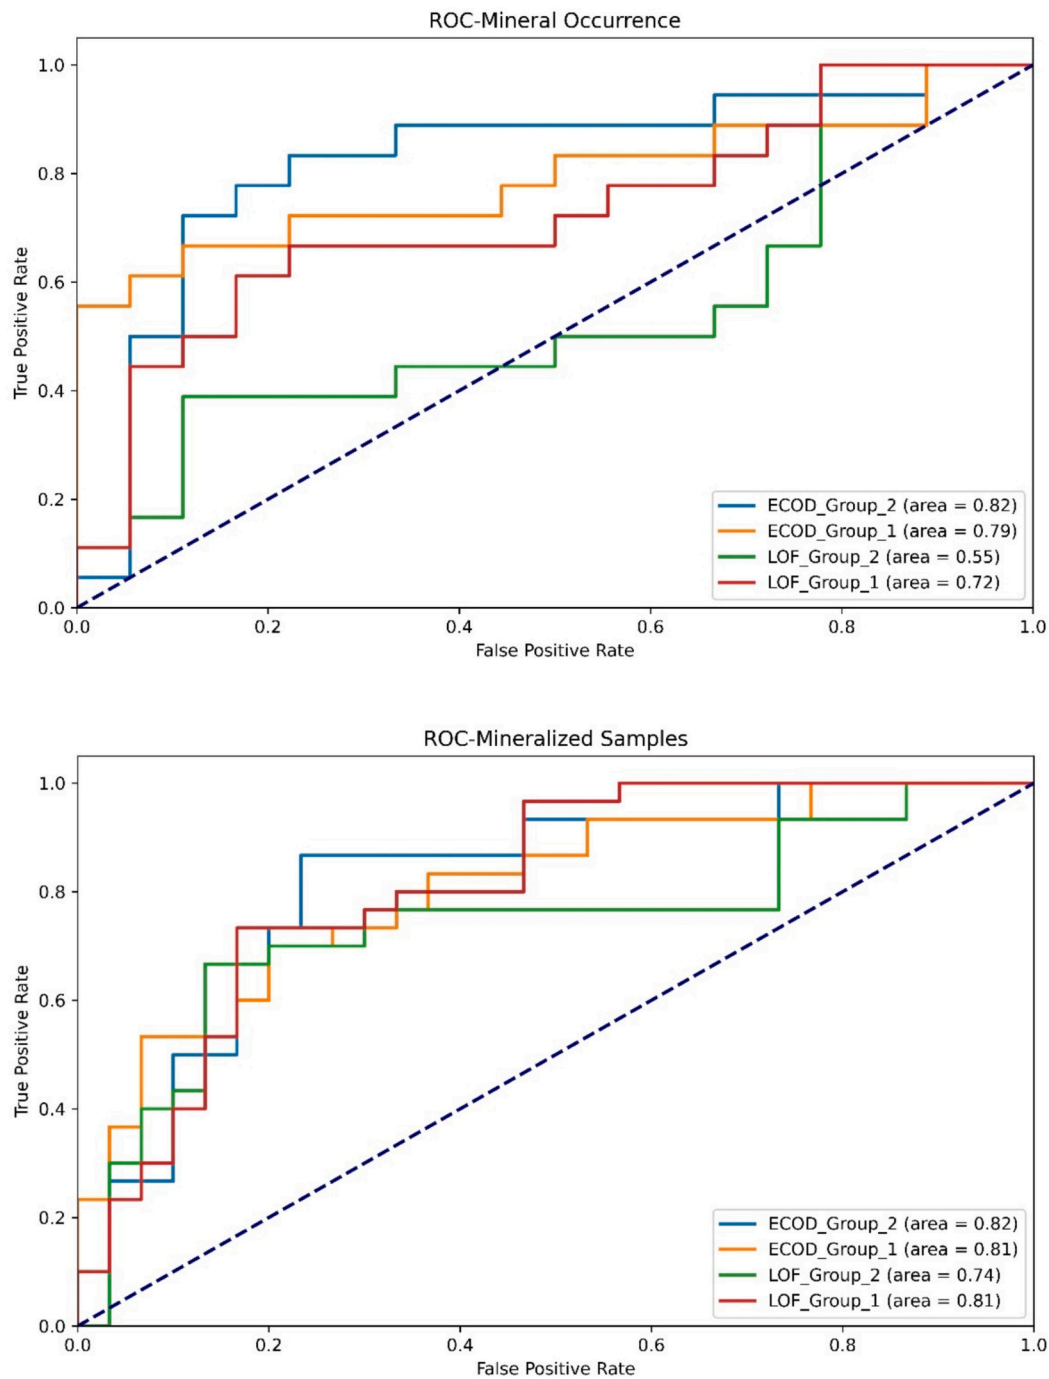 ROC-Mineral Occurrence
1.0
0.8
0.6
0.4
0.2
0.0
True Positive Rate
ECOD_Group_2 (area = 0.82)
ECOD_Group_1 (area = 0.79)
LOF_Group_2 (area = 0.55)
LOF_Group_1 (area = 0.72)
0.0 0.2 0.4 0.6 0.8 1.0
False Positive Rate
ROC-Mineralized Samples
1.0
0.8
0.6
0.4
0.2
0.0
True Positive Rate
ECOD_Group_2 (area = 0.82)
ECOD_Group_1 (area = 0.81)
LOF_Group_2 (area = 0.74)
LOF_Group_1 (area = 0.81)
0.0 0.2 0.4 0.6 0.8 1.0
False Positive Rate